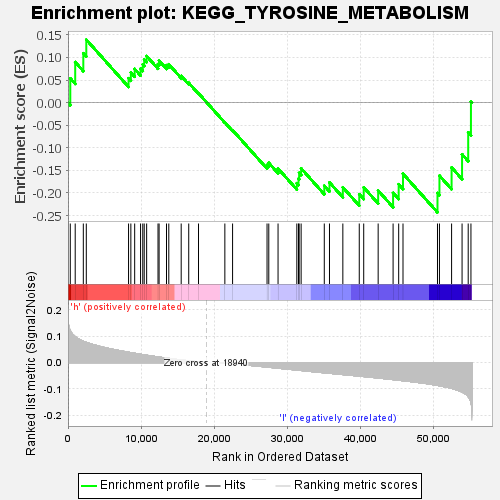 Enrichment plot: KEGG_TYROSINE_METABOLISM
Enrichment score (ES)
0.15
0.10
0.05
0.00
-0.05
-0.10
-0.15
-0.20
-0.25
'h' (positively correlated)
Ranked list metric (Signal2Noise)
0.2
0.1
0.0
-0.1
-0.2
Zero cross at 18940
'l' (negatively correlated)
0 10,000 20,000 30,000 40,000 50,000
Rank in Ordered Dataset
Enrichment profile Hits Ranking metric scores